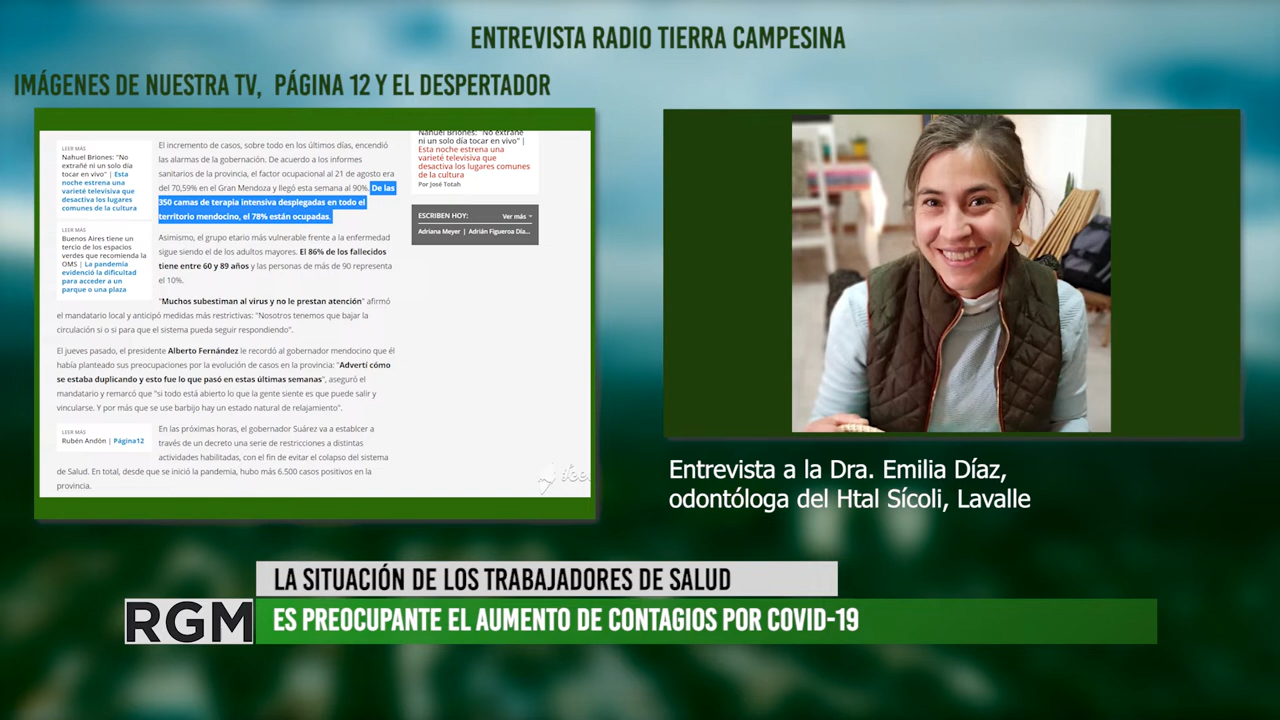 ENTREVISTA RADIO TIERRA CAMPESINA
IMÁGENES DE NUESTRA TV, PÁGINA 12 Y EL DESPERTADOR
LEER MÁS
Nahuel Briones: "No
extrañé ni un solo día
tocar en vivo" | Esta
noche estrena una
varieté televisiva que
desactiva los lugares
comunes de la cultura
LEER MÁS
Buenos Aires tiene un
tercio de los espacios
verdes que recomienda la
OMS | La pandemia
evidenció la dificultad
para acceder a un
parque o una plaza
El incremento de casos, sobre todo en los últimos días, encendió
las alarmas de la gobernación. De acuerdo a los informes
sanitarios de la provincia, el factor ocupacional al 21 de agosto era
del 70,59% en el Gran Mendoza y llegó esta semana al 90%. De las
350 camas de terapia intensiva desplegadas en todo el
territorio mendocino, el 78% están ocupadas.
Asimismo, el grupo etario más vulnerable frente a la enfermedad
sigue siendo el de los adultos mayores. El 86% de los fallecidos
tiene entre 60 y 89 años y las personas de más de 90 representa
el 10%.
"Muchos subestiman al virus y no le prestan atención" afirmó
el mandatario local y anticipó medidas más restrictivas: "Nosotros tenemos que bajar la
circulación si o si para que el sistema pueda seguir respondiendo".
El jueves pasado, el presidente Alberto Fernández le recordó al gobernador mendocino que él
había planteado sus preocupaciones por la evolución de casos en la provincia: "Advertí cómo
se estaba duplicando y esto fue lo que pasó en estas últimas semanas", aseguró el
mandatario y remarcó que "si todo está abierto lo que la gente siente es que puede salir y
vincularse. Y por más que se use barbijo hay un estado natural de relajamiento".
LEER MÁS
Rubén Andón | Página12
En las próximas horas, el gobernador Suárez va a establcer a
través de un decreto una serie de restricciones a distintas
actividades habilitadas, con el fin de evitar el colapso del sistema
de Salud. En total, desde que se inició la pandemia, hubo más 6.500 casos positivos en la
provincia.
Nahuel Briones: "No extrañé
ni un solo día tocar en vivo" |
Esta noche estrena una
varieté televisiva que
desactiva los lugares comunes
de la cultura
Por José Totah
ESCRIBEN HOY: Ver más
Adriana Meyer | Adrián Figueroa Día...
Entrevista a la Dra. Emilia Díaz,
odontóloga del Htal Sícoli, Lavalle
LA SITUACIÓN DE LOS TRABAJADORES DE SALUD
RGM ES PREOCUPANTE EL AUMENTO DE CONTAGIOS POR COVID-19